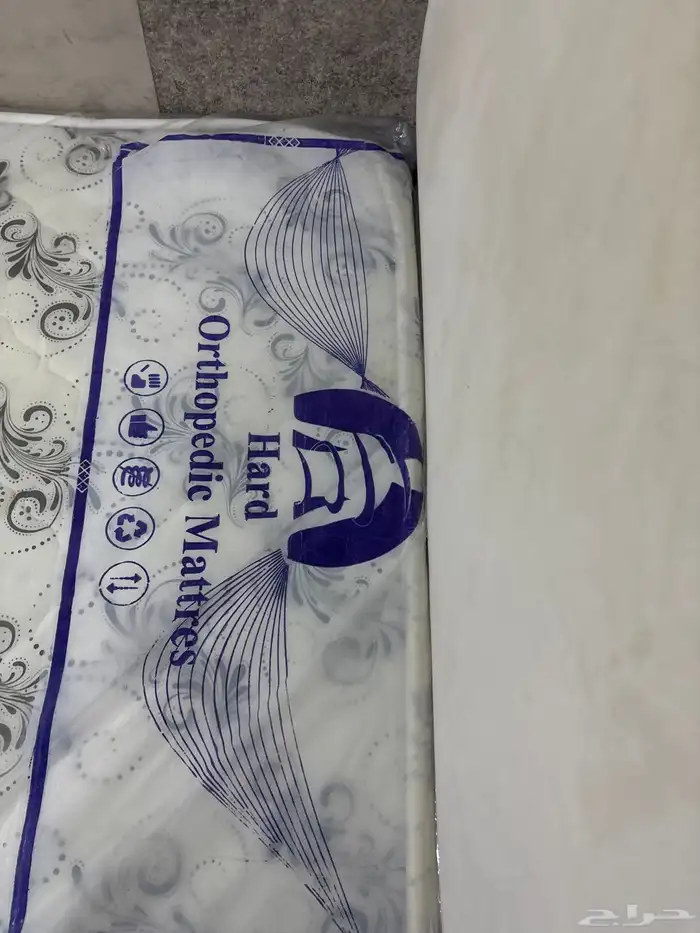 Hard
Orthopedic Mattres
حراج